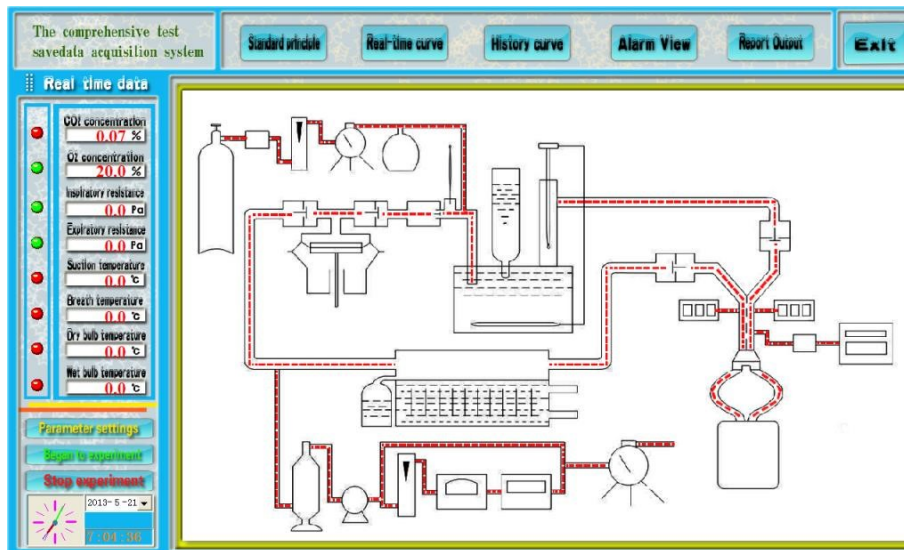 The comprehensive test
savedata acquisilion system
Standard principle
Real-time curve
History curve
Alarm View
Report Output
Exit
Real time data
CO2 concentration
0.07 %
O2 concentration
20.0 %
Inspiratory resistance
0.0 Pa
Expiratory resistance
0.0 Pa
Suction temperature
0.0 ℃
Breath temperature
0.0 ℃
Dry bulb temperature
0.0 ℃
Wet bulb temperature
0.0 ℃
Parameter settings
Began to experiment
Stop experiment
2013- 5 -21
7:04:36